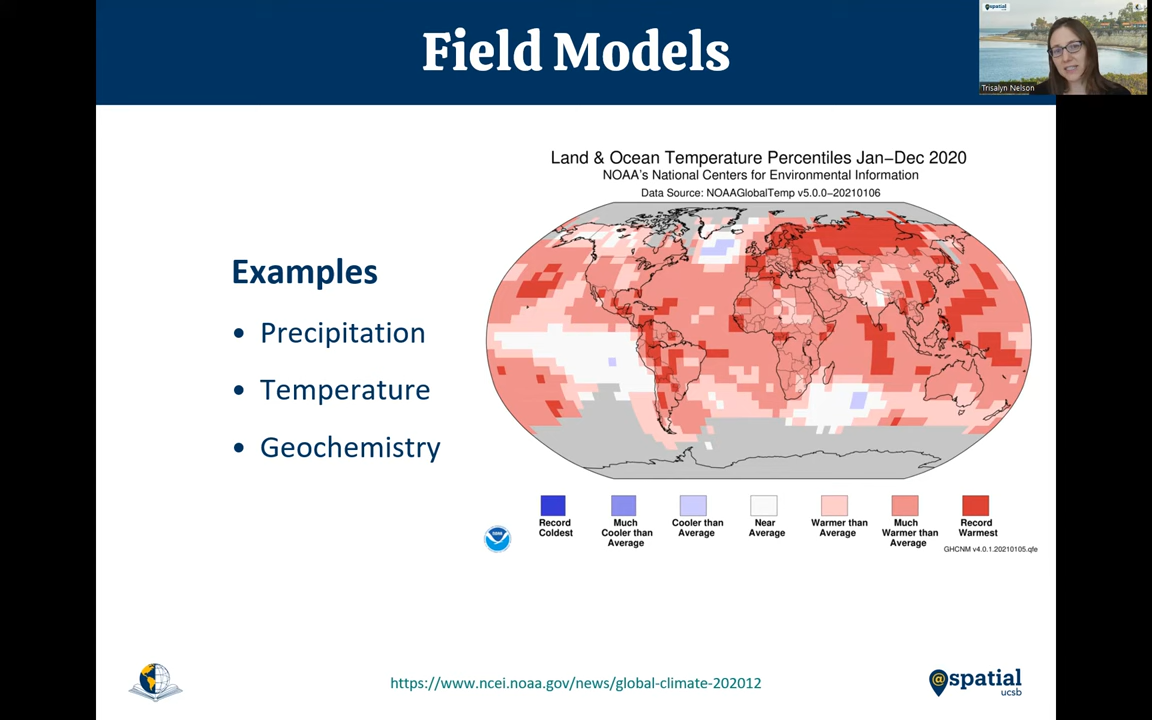 Field Models
spatial
Trisalyn Nelson
Land & Ocean Temperature Percentiles Jan–Dec 2020
NOAA's National Centers for Environmental Information
Data Source: NOAAGlobalTemp v5.0.0–20210106
Examples
• Precipitation
• Temperature
• Geochemistry
Record
Coldest
Much
Cooler than
Average
Cooler than
Average
Near
Average
Warmer than
Average
Much
Warmer than
Average
Record
Warmest
GHCNM v4.0.1.20210105.qfe
https://www.ncei.noaa.gov/news/global-climate-202012
@spatial
ucsb